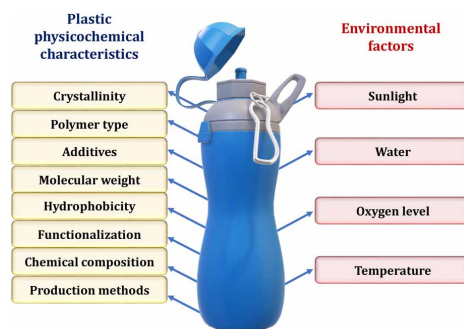 Plastic
physicochemical
characteristics
Crystallinity
Polymer type
Additives
Molecular weight
Hydrophobicity
Functionalization
Chemical composition
Production methods
Environmental
factors
Sunlight
Water
Oxygen level
Temperature